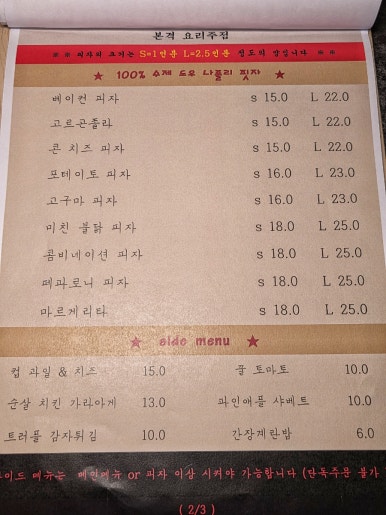 본격 요리주점
※ ※ 피자의 크기는 S=1인분 L=2.5인분 정도의 양입니다 ※ ※
★ 100% 수제 도우 나폴리 핏자 ★
베이컨 피자 S 15.0 L 22.0
고르곤졸라 S 15.0 L 22.0
콘 치즈 피자 S 15.0 L 22.0
포테이토 피자 S 16.0 L 23.0
고구마 피자 S 16.0 L 23.0
미친 불닭 피자 S 18.0 L 25.0
콤비네이션 피자 S 18.0 L 25.0
페파로니 피자 S 18.0 L 25.0
마르게리타 S 18.0 L 25.0
★ side menu ★
컵 과일 & 치즈 15.0 꿀 토마토 10.0
순살 치킨 가라아게 13.0 파인애플 샤베트 10.0
트러플 감자튀김 10.0 간장계란밥 6.0
이드 메뉴는 메인메뉴 or 피자 이상 시켜야 가능합니다 (단독주문 불가
( 2/3 )